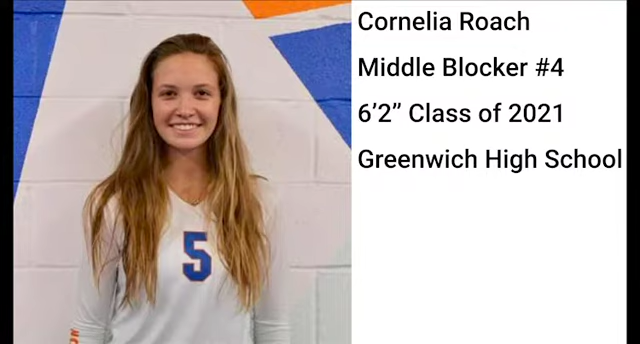 Cornelia Roach
Middle Blocker #4
6’2” Class of 2021
Greenwich High School
5